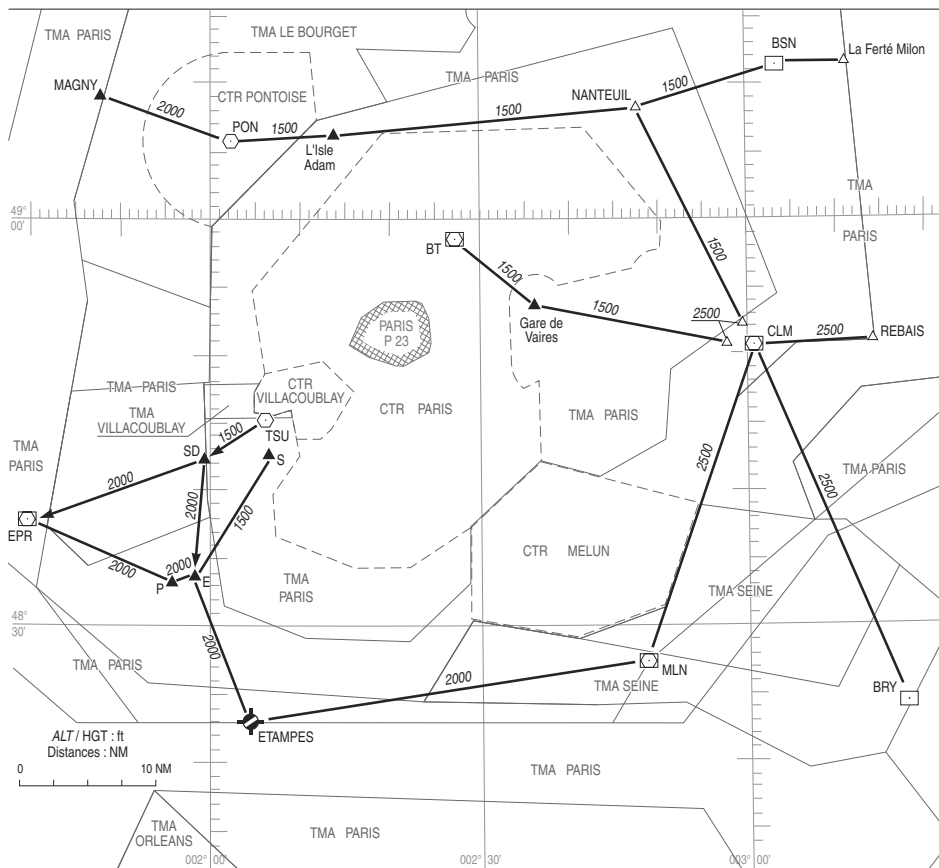 TMA PARIS
TMA LE BOURGET
BSN
La Ferté Milon
TMA PARIS
MAGNY
CTR PONTOISE
NANTEUIL
1500
2000
PON
1500
1500
L'Isle
Adam
TMA
PARIS
49°
00'
BT
1500
1500
Gare de
Vaires
1500
2500
CLM
2500
REBAIS
PARIS
P 23
CTR
VILLACOUBLAY
TMA PARIS
TMA
VILLACOUBLAY
CTR PARIS
TMA PARIS
TSU
1500
SD
S
TMA
PARIS
2000
2000
1500
2500
2500
TMA PARIS
EPR
2000
2000
P
E
CTR MELUN
TMA
PARIS
TMA SEINE
48°
30'
2000
TMA PARIS
MLN
2000
TMA SEINE
BRY
ETAMPES
ALT / HGT : ft
Distances : NM
0
10 NM
TMA PARIS
TMA
ORLEANS
TMA PARIS
002° 00'
002° 30'
003° 00'